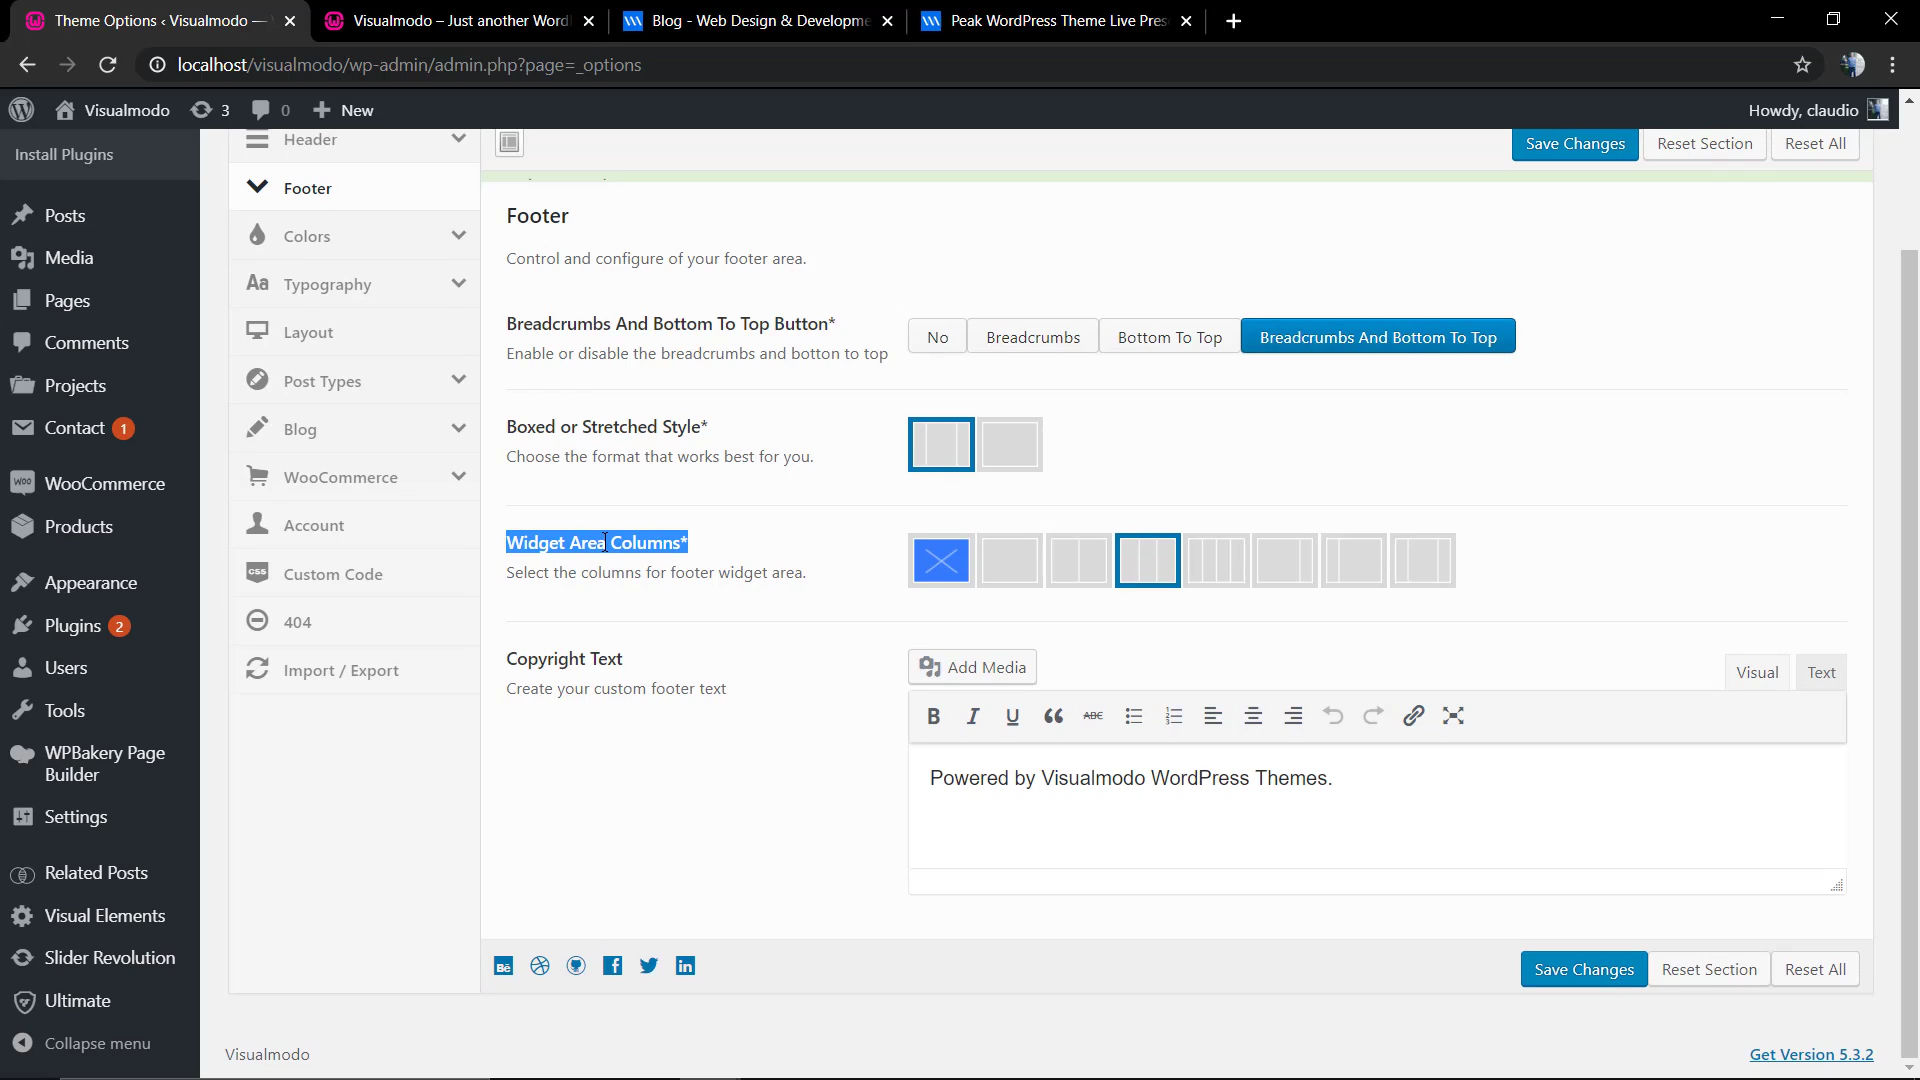 Theme Options ‹ Visualmodo —
Visualmodo – Just another Word
Blog - Web Design & Developme
Peak WordPress Theme Live Pres
localhost/visualmodo/wp-admin/admin.php?page=_options
Visualmodo
3
0
New
Howdy, claudio
Install Plugins
Posts
Media
Pages
Comments
Projects
Contact 1
WooCommerce
Products
Appearance
Plugins 2
Users
Tools
WPBakery Page
Builder
Settings
Related Posts
Visual Elements
Slider Revolution
Ultimate
Collapse menu
Header
Footer
Colors
Aa Typography
Layout
Post Types
Blog
WooCommerce
Account
CSS Custom Code
404
Import / Export
Save Changes
Reset Section
Reset All
Footer
Control and configure of your footer area.
Breadcrumbs And Bottom To Top Button*
Enable or disable the breadcrumbs and botton to top
No
Breadcrumbs
Bottom To Top
Breadcrumbs And Bottom To Top
Boxed or Stretched Style*
Choose the format that works best for you.
Widget Area Columns*
Select the columns for footer widget area.
Copyright Text
Create your custom footer text
Add Media
Visual
Text
B I U ABC
Powered by Visualmodo WordPress Themes.
Bē
Save Changes
Reset Section
Reset All
Visualmodo
Get Version 5.3.2